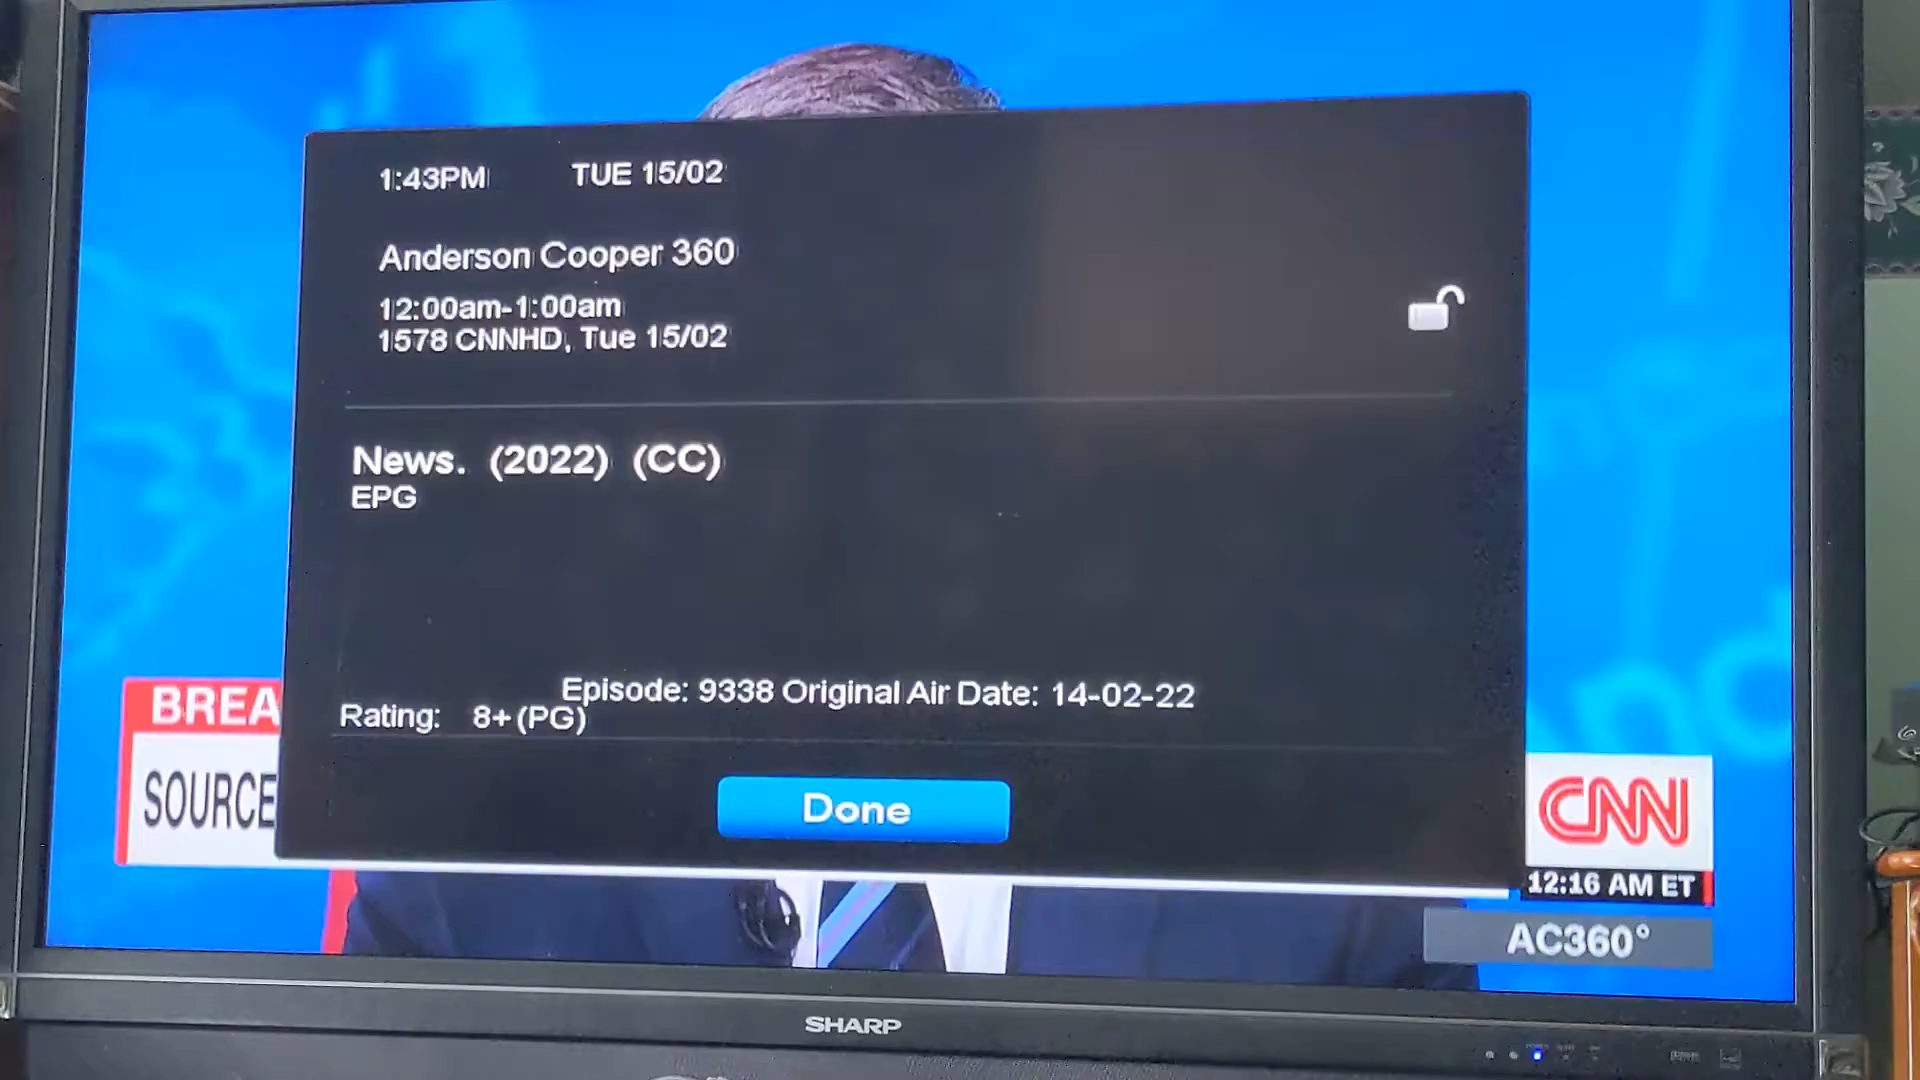 1:43PM TUE 15/02
Anderson Cooper 360
12:00am-1:00am
1578 CNNHD, Tue 15/02
News. (2022) (CC)
EPG
Episode: 9338 Original Air Date: 14-02-22
Rating: 8+(PG)
BREA
SOURCE
Done
CNN
12:16 AM ET
AC360°
SHARP